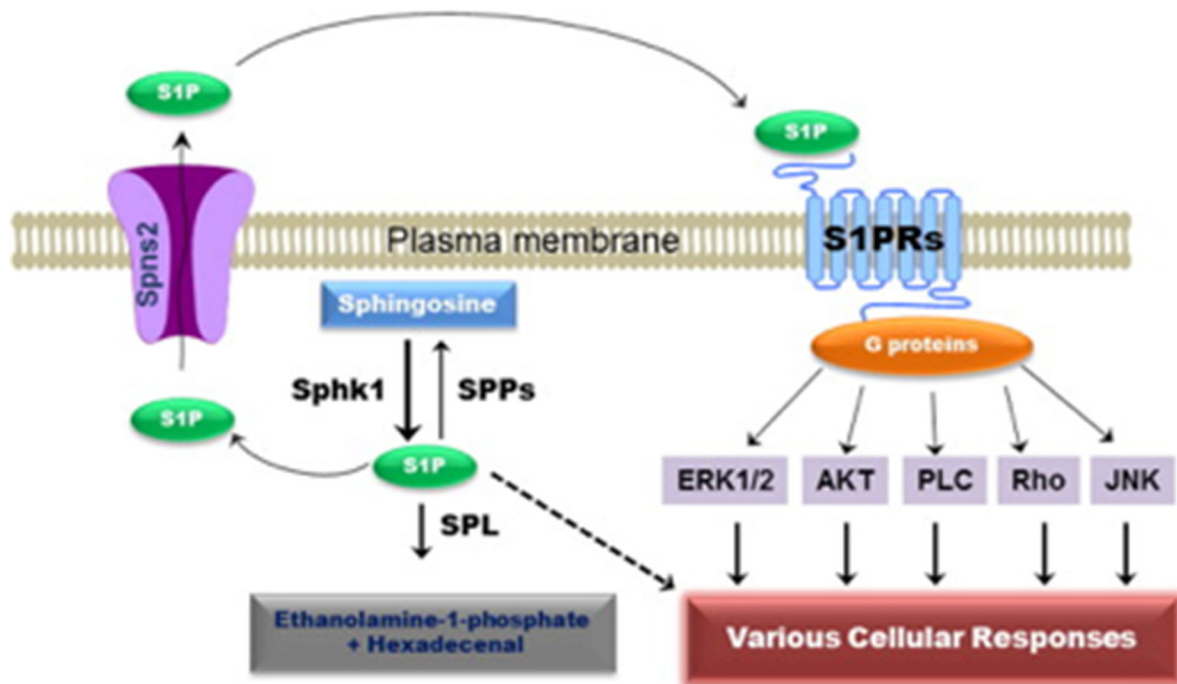 S1P
S1P
Spns2
Plasma membrane
S1PRs
Sphingosine
G proteins
Sphk1
SPPs
S1P
S1P
ERK1/2
AKT
PLC
Rho
JNK
SPL
Ethanolamine-1-phosphate
+ Hexadecenal
Various Cellular Responses